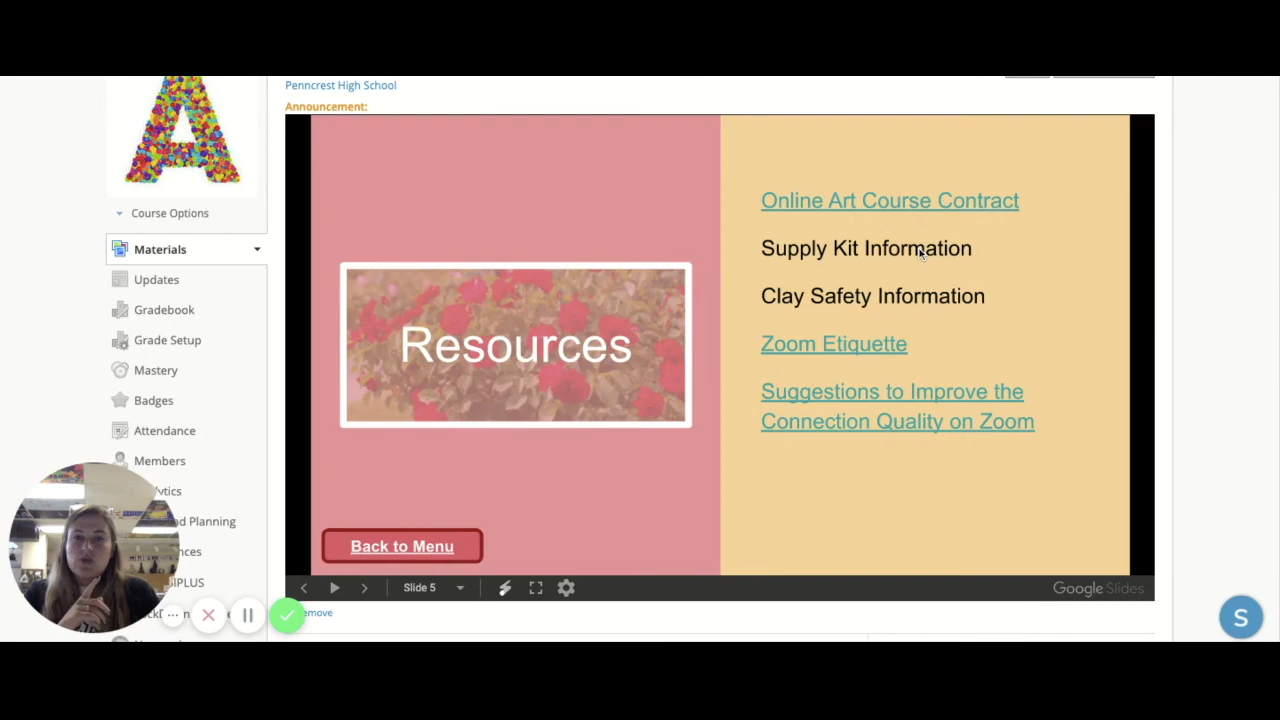 Penncrest High School
Announcement:
A
Course Options
Materials
Updates
Gradebook
Grade Setup
Mastery
Badges
Attendance
Members
Online Art Course Contract
Supply Kit Information
Clay Safety Information
Zoom Etiquette
Suggestions to Improve the
Connection Quality on Zoom
Resources
Back to Menu
Slide 5
Google Slides
d Planning
S